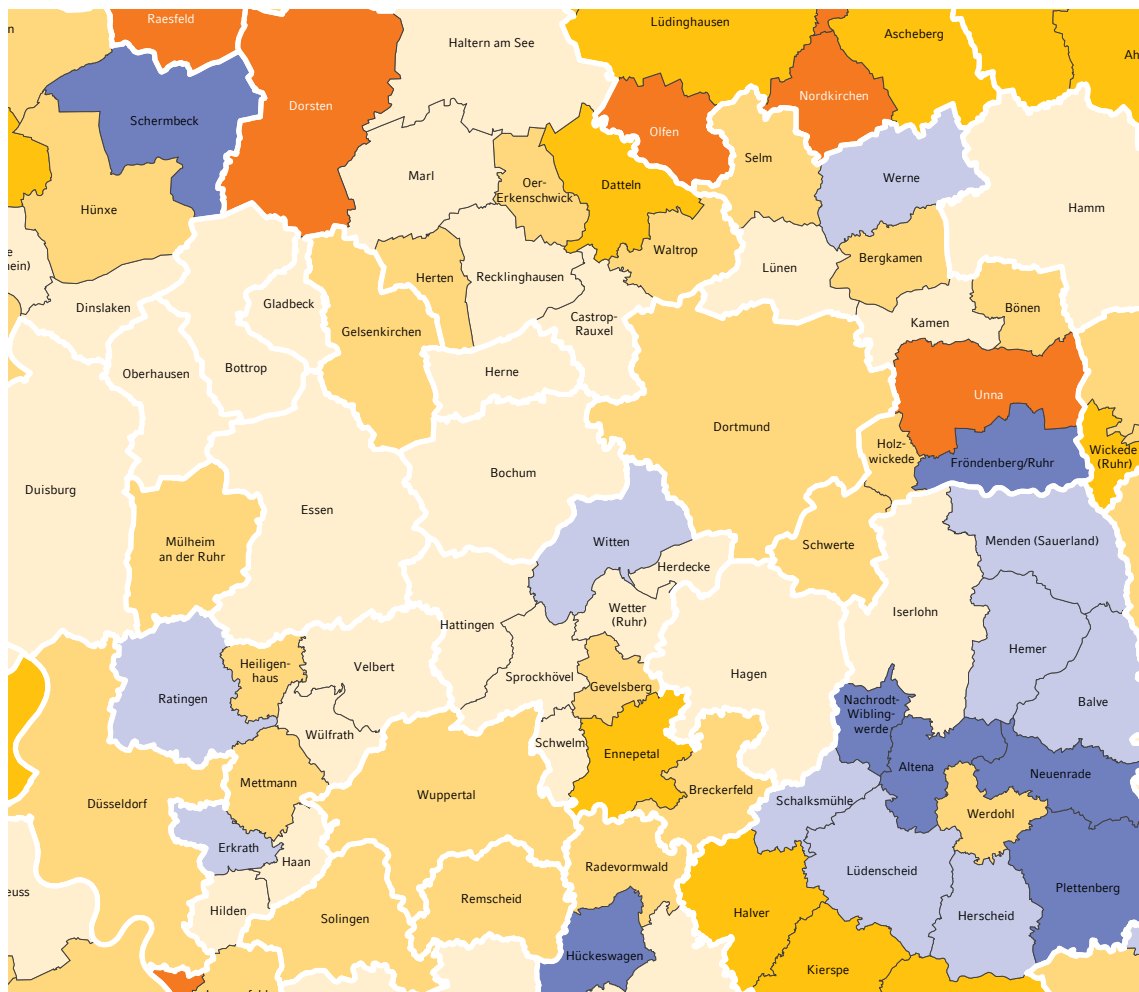 Raesfeld
Lüdinghausen
n
Ascheberg
Haltern am See
Ah
Nordkirchen
Dorsten
Schermbeck
Olfen
Selm
Marl
Werne
Oer-
Erkenschwick
Datteln
Hünxe
Hamm
Waltrop
e
Bergkamen
hein)
Lünen
Herten
Recklinghausen
Gladbeck
Dinslaken
Bönen
Castrop-
Rauxel
Kamen
Gelsenkirchen
Bottrop
Herne
Oberhausen
Unna
Dortmund
Holz-
wickede
Wickede
(Ruhr)
Fröndenberg/Ruhr
Bochum
Duisburg
Essen
Mülheim
an der Ruhr
Witten
Menden (Sauerland)
Schwerte
Herdecke
Wetter
(Ruhr)
Iserlohn
Hattingen
Hemer
Heiligen-
haus
Velbert
Sprockhövel
Hagen
Gevelsberg
Ratingen
Nachrodt-
Wibling-
werde
Balve
Wülfrath
Schwelm
Ennepetal
Altena
Neuenrade
Mettmann
Breckerfeld
Wuppertal
Düsseldorf
Schalksmühle
Werdohl
Erkrath
Haan
Radevormwald
Lüdenscheid
euss
Plettenberg
Remscheid
Hilden
Halver
Herscheid
Solingen
Hückeswagen
Kierspe